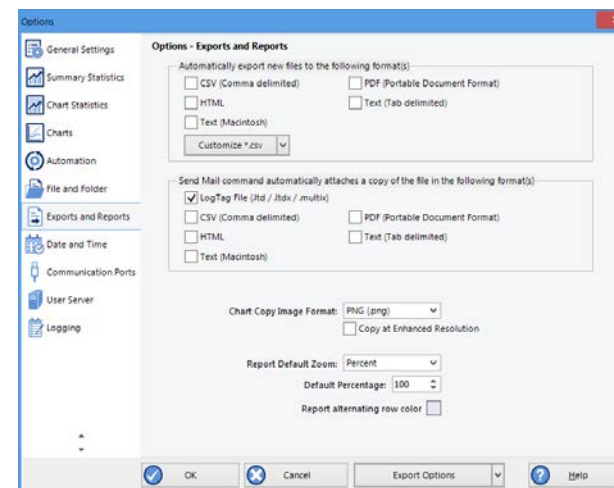 Options
General Settings
Summary Statistics
Chart Statistics
Charts
Automation
File and Folder
Exports and Reports
Date and Time
Communication Ports
User Server
Logging
Options - Exports and Reports
Automatically export new files to the following format(s)
CSV (Comma delimited)
PDF (Portable Document Format)
HTML
Text (Tab delimited)
Text (Macintosh)
Customize *.csv
Send Mail command automatically attaches a copy of the file in the following format(s)
LogTag File (.ltd / .ltdx / .multix)
CSV (Comma delimited)
PDF (Portable Document Format)
HTML
Text (Tab delimited)
Text (Macintosh)
Chart Copy Image Format: PNG (.png)
Copy at Enhanced Resolution
Report Default Zoom: Percent
Default Percentage: 100
Report alternating row color
OK
Cancel
Export Options
Help